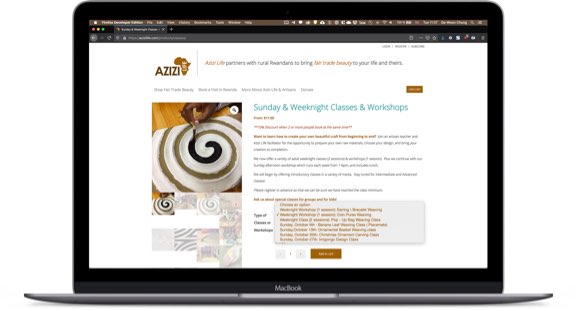 Firefox Developer Edition File Edit View History Bookmarks Tools Window Help
Sunday & Weeknight Classes
LOGIN | REGISTER | SUBSCRIBE
AZIZI
Azizi Life partners with rural Rwandans to bring fair trade beauty to your life and theirs.
Shop Fair Trade Beauty Book a Visit in Rwanda More About Azizi Life & Artisans Donate
Sunday & Weeknight Classes & Workshops
From: $17.00
**10% Discount when 2 or more people book at the same time**
Want to learn how to create your own beautiful craft from beginning to end? Join an artisan teacher and
Azizi Life facilitator for the opportunity to prepare your own raw materials, choose your design, and bring your
creation to completion.
We now offer a variety of adult weeknight classes (2 sessions) & workshops (1 session). Plus we continue with our
Sunday afternoon workshop which runs each week from 1-4pm, and includes lunch.
We will begin by offering introductory classes in a variety of media. Stay tuned for Intermediate and Advanced
classes!
Please register in advance so that we can be sure we have reached the class minimum.
Ask us about special classes for groups and for kids!
Choose an option
Weeknight Workshop (1 session): Earring \ Bracelet Weaving
Type of
✓ Weeknight Workshop (1 session): Coin Purse Weaving
Classes or
Weeknight Class (2 sessions): Pop - Up Bag Weaving Class
Sunday, October 6th - Banana Leaf Weaving Class ( Placemats)
Workshops
Sunday, October 13th: Ornamental Basket Weaving class
Sunday, October 20th: Christmas Ornament Carving Class
Sunday, October 27th: Imigongo Design Class
- 1 +
Add to cart
MacBook